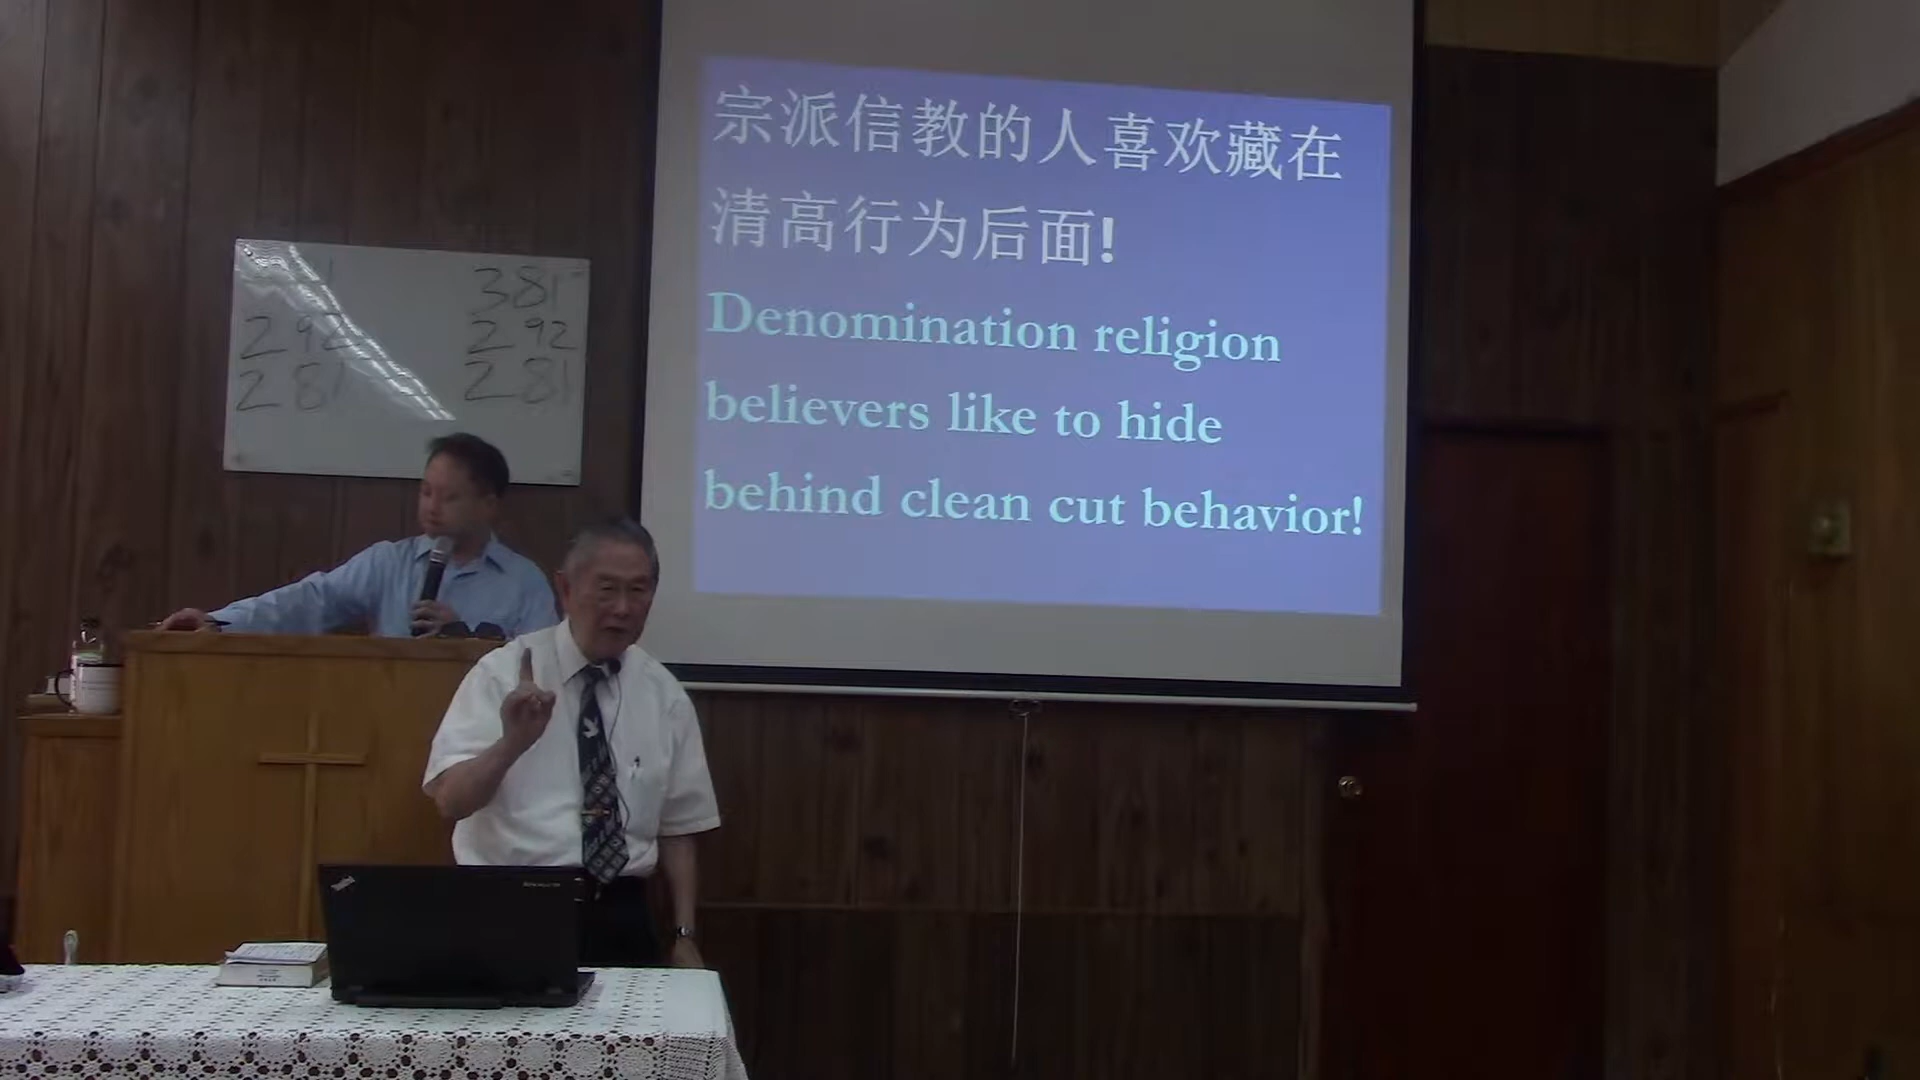 宗派信教的人喜欢藏在
清高行为后面!
Denomination religion
believers like to hide
behind clean cut behavior!
381
292 292
281 281